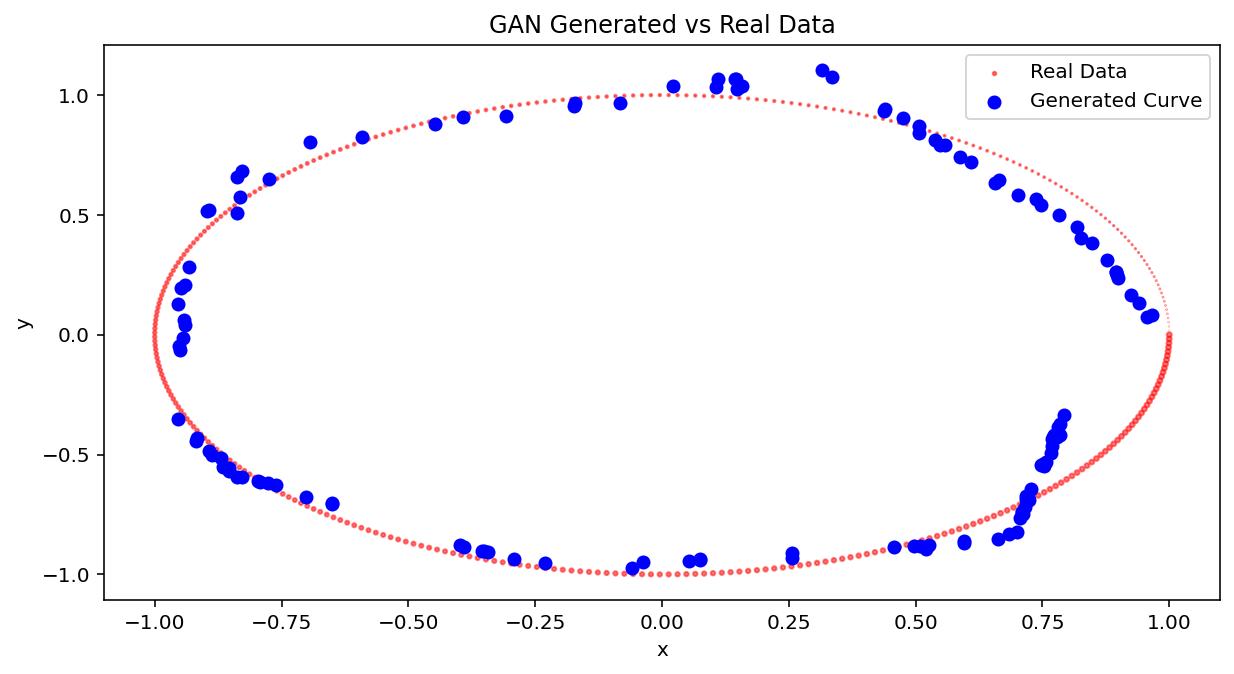 GAN Generated vs Real Data
Real Data
Generated Curve
1.0
0.5
0.0
−0.5
−1.0
y
−1.00 −0.75 −0.50 −0.25 0.00 0.25 0.50 0.75 1.00
x